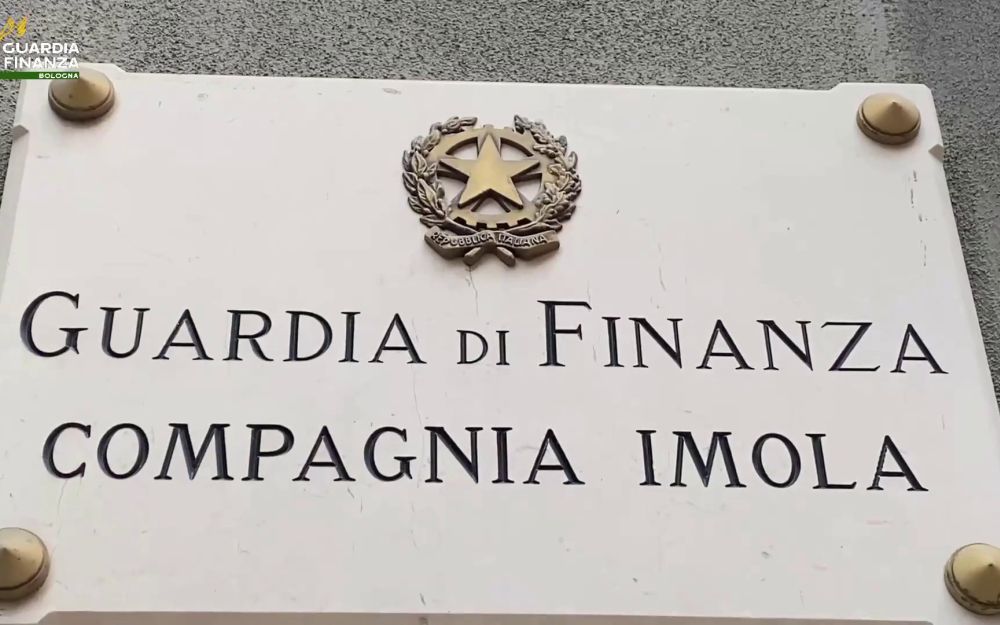 GUARDIA
FINANZA
BOLOGNA
REPUBBLICA ITALIANA
GUARDIA DI FINANZA
COMPAGNIA IMOLA